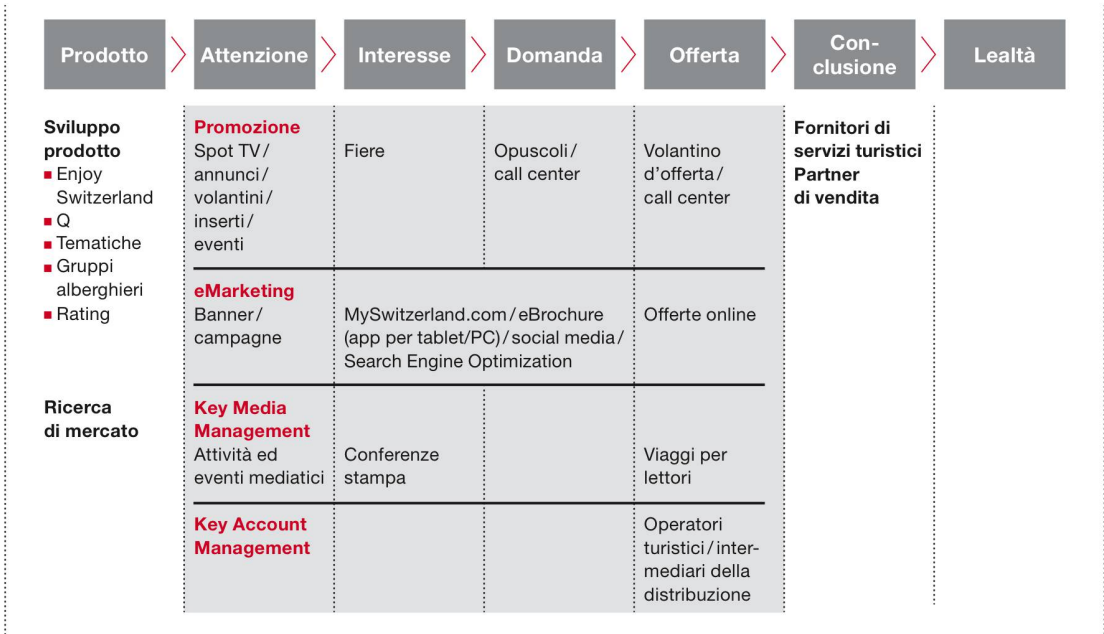 Prodotto
Attenzione
Interesse
Domanda
Offerta
Con-
clusione
Lealtà
Sviluppo
prodotto
Enjoy
Switzerland
Q
Tematiche
Gruppi
alberghieri
Rating
Ricerca
di mercato
Promozione
Spot TV /
annunci /
volantini /
inserti /
eventi
Fiere
Opuscoli /
call center
Volantino
d’offerta /
call center
eMarketing
Banner /
campagne
MySwitzerland.com / eBrochure
(app per tablet/PC) / social media /
Search Engine Optimization
Offerte online
Key Media
Management
Attività ed
eventi mediatici
Conferenze
stampa
Viaggi per
lettori
Key Account
Management
Operatori
turistici / inter-
mediari della
distribuzione
Fornitori di
servizi turistici
Partner
di vendita